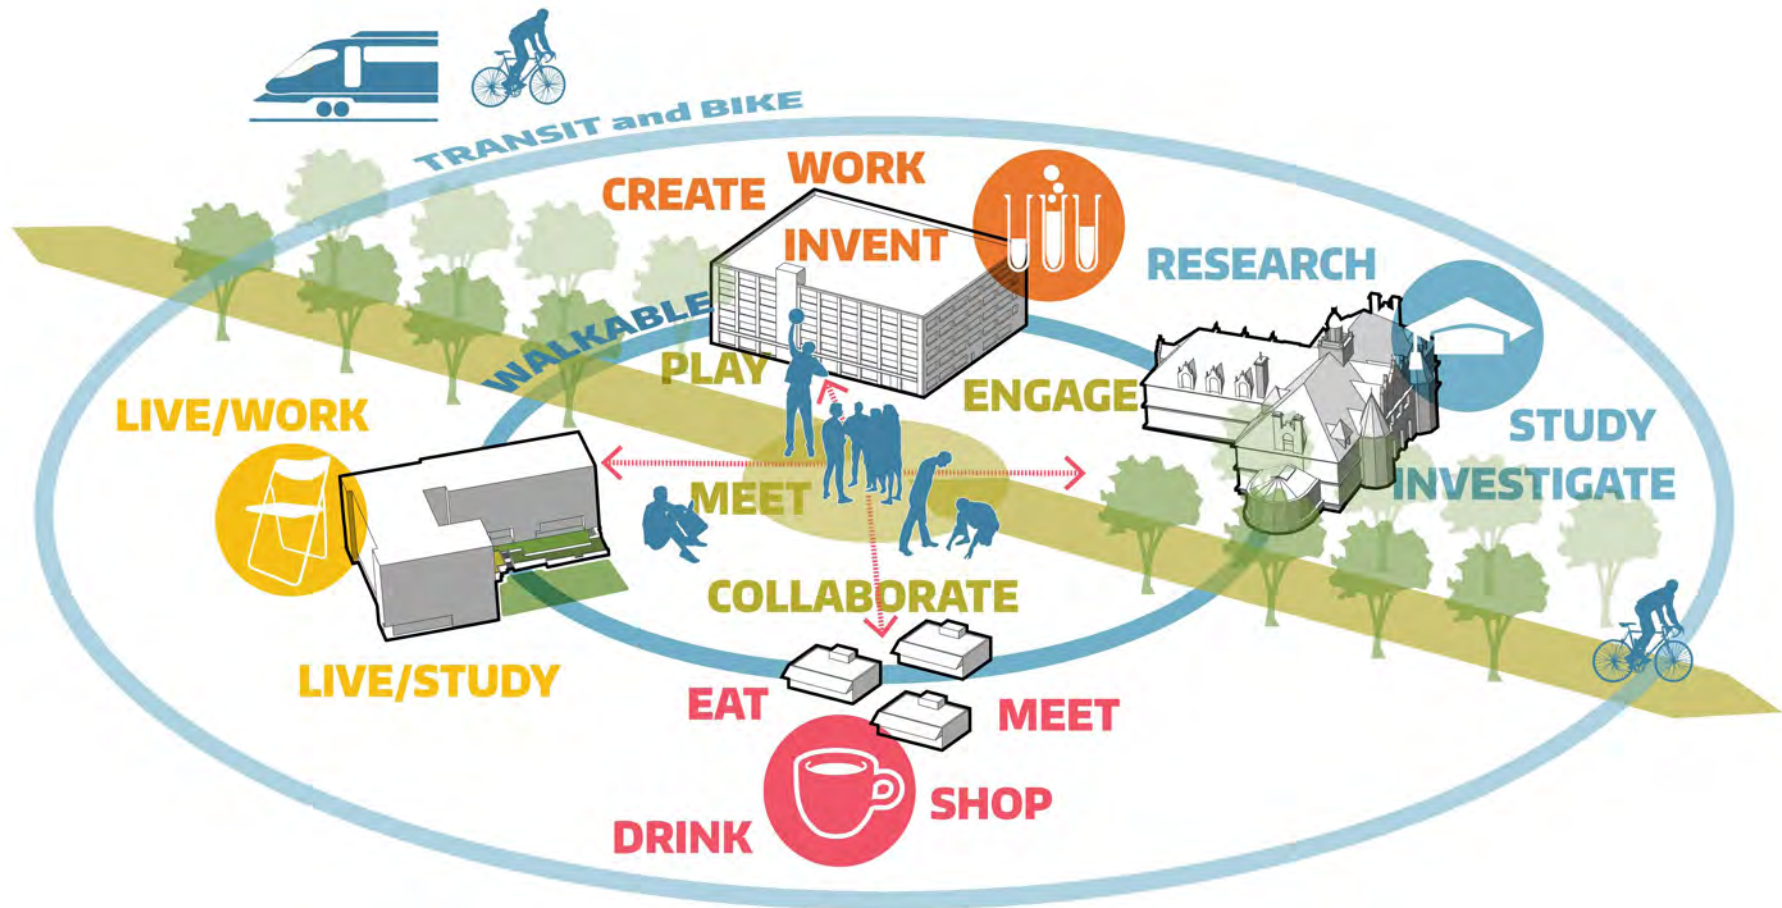 TRANSIT and BIKE
CREATE
WORK
INVENT
RESEARCH
WALKABLE
PLAY
ENGAGE
LIVE/WORK
STUDY
MEET
INVESTIGATE
COLLABORATE
LIVE/STUDY
EAT
MEET
SHOP
DRINK